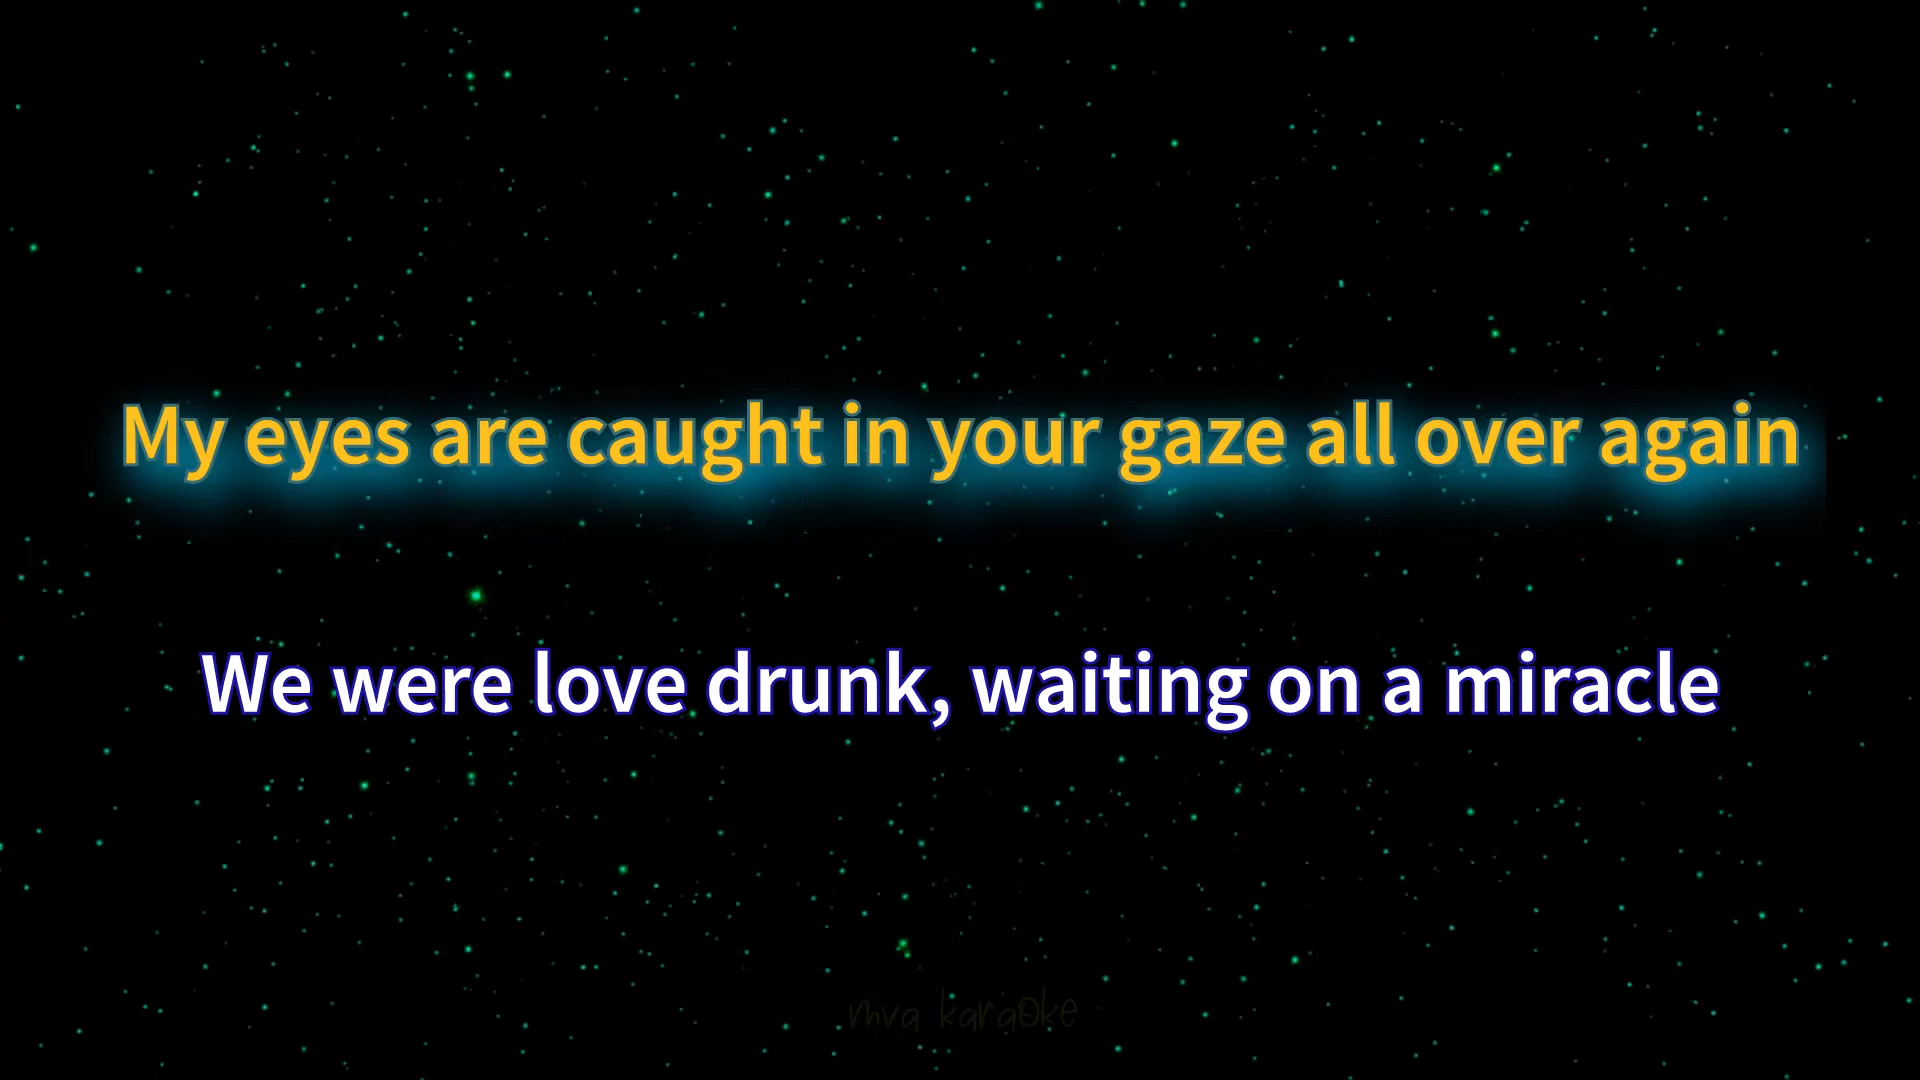 My eyes are caught in your gaze all over again
We were love drunk, waiting on a miracle
mva karaoke